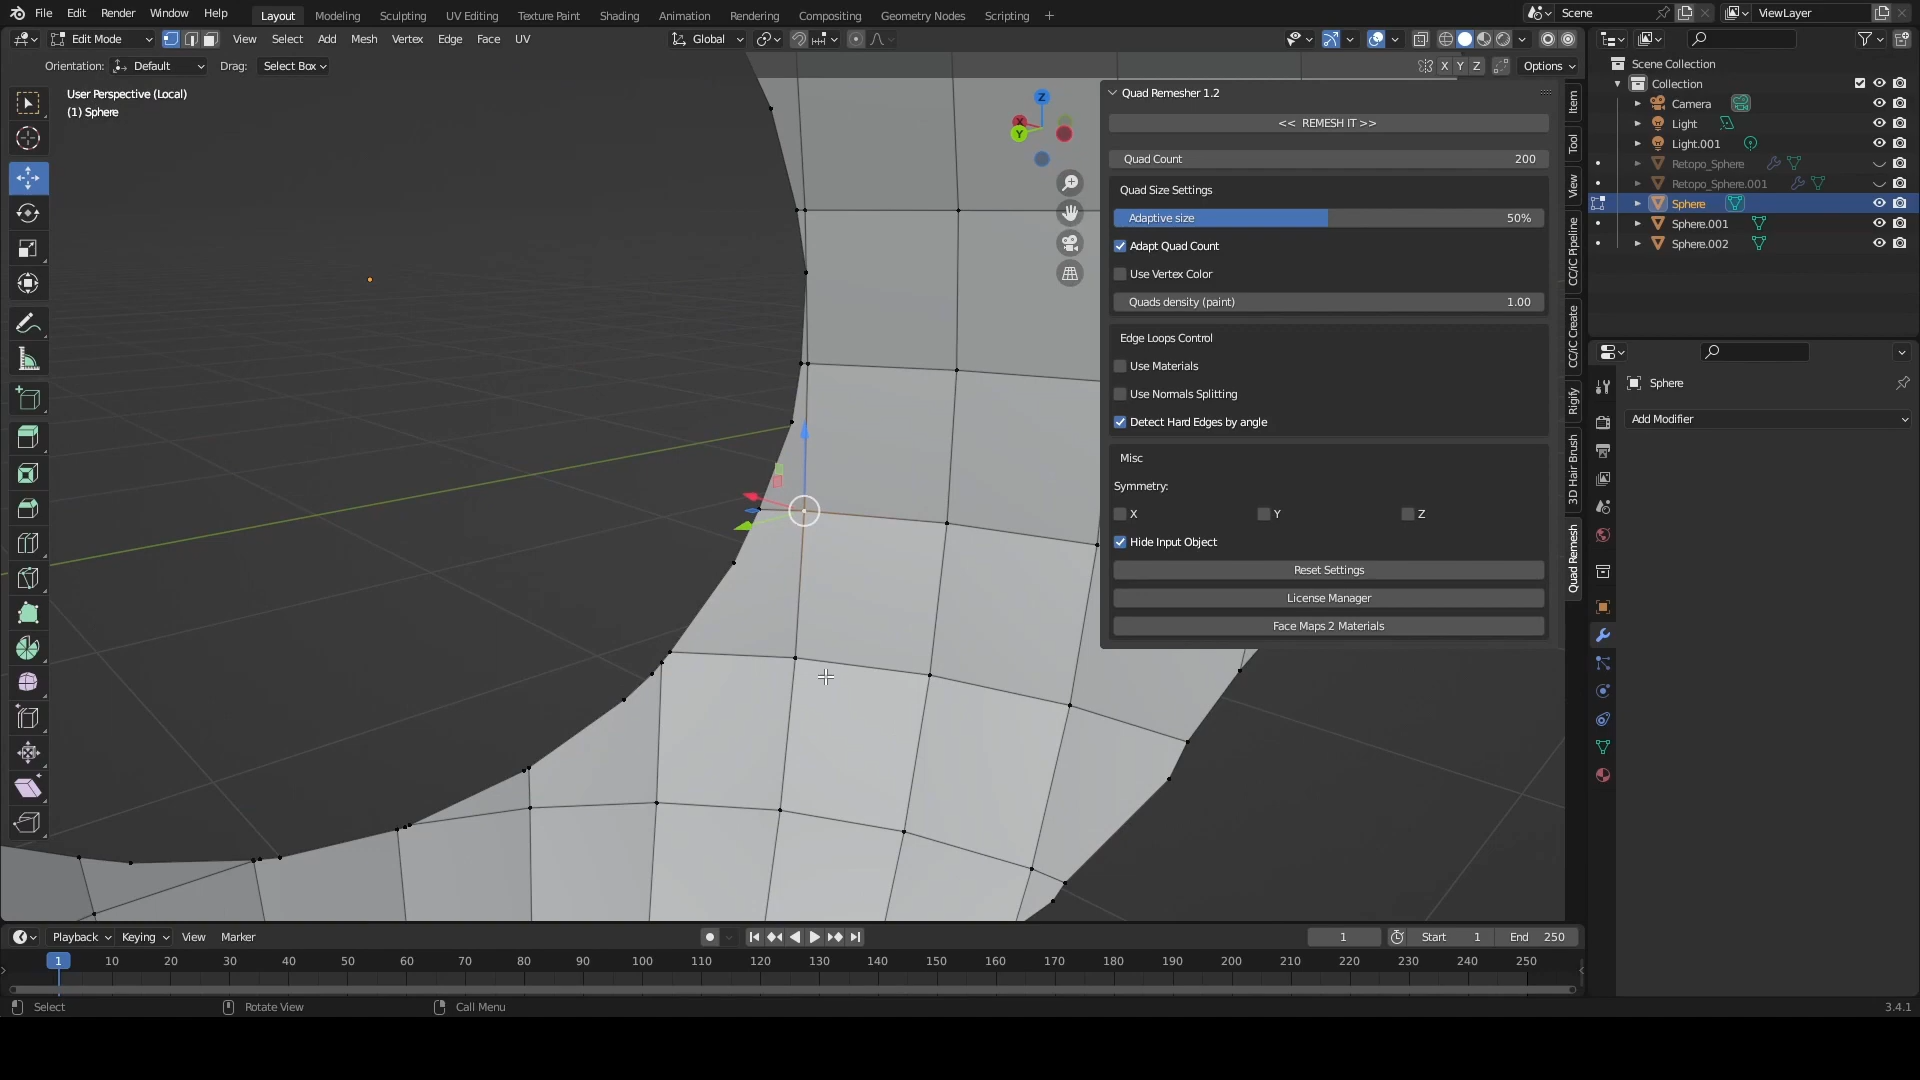 File Edit Render Window Help Layout Modeling Sculpting UV Editing Texture Paint Shading Animation Rendering Compositing Geometry Nodes Scripting + Scene ViewLayer
Edit Mode View Select Add Mesh Vertex Edge Face UV Global
Orientation: Default Drag: Select Box X Y Z Options
User Perspective (Local)
(1) Sphere
Z
X
Y
Quad Remesher 1.2
<< REMESH IT >>
Quad Count 200
Quad Size Settings
Adaptive size 50%
Adapt Quad Count
Use Vertex Color
Quads density (paint) 1.00
Edge Loops Control
Use Materials
Use Normals Splitting
Detect Hard Edges by angle
Misc
Symmetry:
X Y Z
Hide Input Object
Reset Settings
License Manager
Face Maps 2 Materials
Item
Tool
View
CC/iC Pipeline
CC/iC Create
Rigify
3D Hair Brush
Quad Remesh
Scene Collection
Collection
Camera
Light
Light.001
Retopo_Sphere
Retopo_Sphere.001
Sphere
Sphere.001
Sphere.002
Sphere
Add Modifier
Playback Keying View Marker 1 Start 1 End 250
1 10 20 30 40 50 60 70 80 90 100 110 120 130 140 150 160 170 180 190 200 210 220 230 240 250
Select Rotate View Call Menu 3.4.1